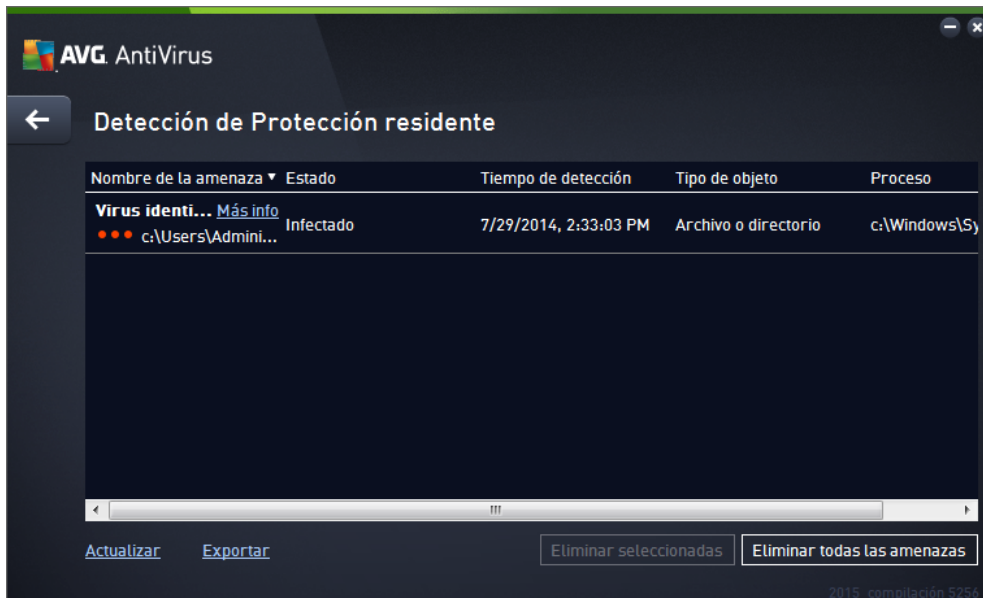 AVG. AntiVirus
Detección de Protección residente
Nombre de la amenaza Estado Tiempo de detección Tipo de objeto Proceso
Virus identi... Más info Infectado 7/29/2014, 2:33:03 PM Archivo o directorio c:\Windows\Sy
c:\Users\Admini...
Actualizar Exportar Eliminar seleccionadas Eliminar todas las amenazas
2015 compilación 5256